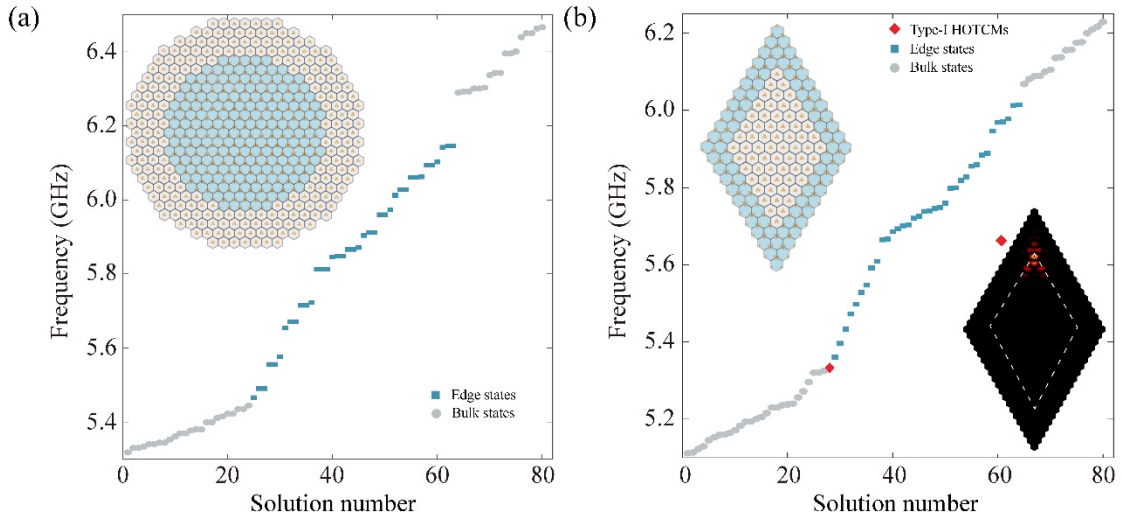 (a)
Frequency (GHz)
6.4
6.2
6.0
5.8
5.6
5.4
Edge states
Bulk states
0
20
40
60
80
Solution number
(b)
Frequency (GHz)
6.2
6.0
5.8
5.6
5.4
5.2
Type-I HOTCMs
Edge states
Bulk states
0
20
40
60
80
Solution number